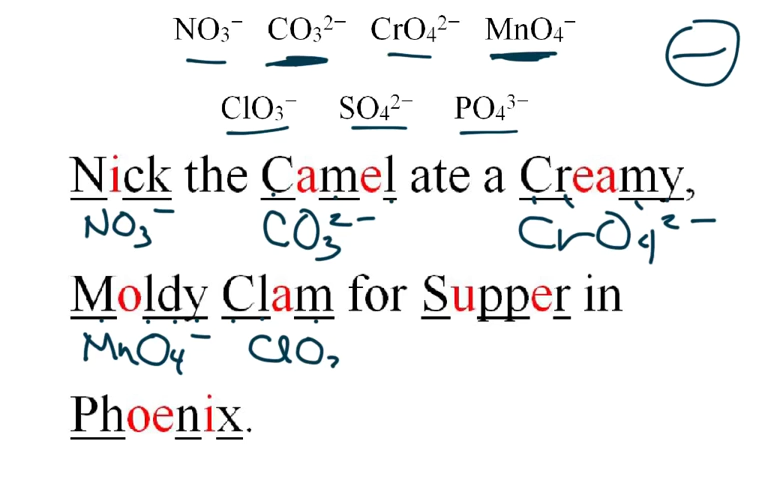 NO₃⁻ CO₃²⁻ CrO₄²⁻ MnO₄⁻
ClO₃⁻ SO₄²⁻ PO₄³⁻
Nick the Camel ate a Creamy,
NO₃⁻ CO₃²⁻ CrO₄²⁻
Moldy Clam for Supper in
MnO₄⁻ ClO₃
Phoenix.